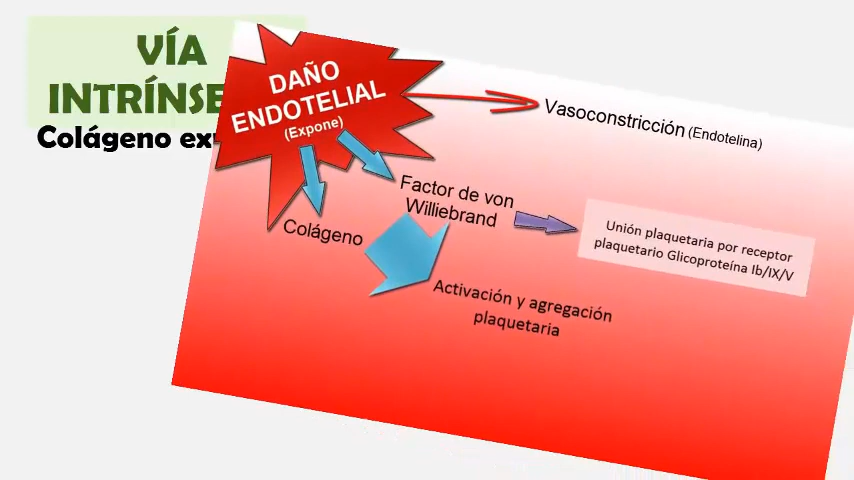 VÍA
INTRÍNSE
Colágeno ex
DAÑO
ENDOTELIAL
(Expone)
Vasoconstricción (Endotelina)
Factor de von
Williebrand
Colágeno
Unión plaquetaria por receptor
plaquetario Glicoproteína Ib/IX/V
Activación y agregación
plaquetaria